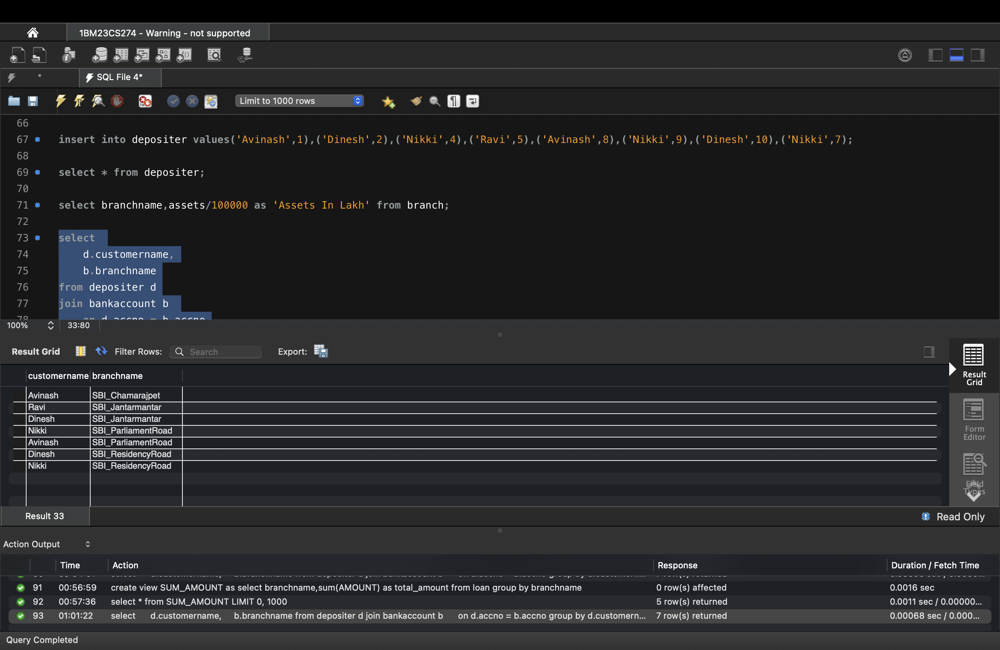 1BM23CS274 - Warning - not supported
* SQL File 4*
Limit to 1000 rows
66
67 insert into depositer values('Avinash',1),('Dinesh',2),('Nikki',4),('Ravi',5),('Avinash',8),('Nikki',9),('Dinesh',10),('Nikki',7);
68
69 select * from depositer;
70
71 select branchname,assets/100000 as 'Assets In Lakh' from branch;
72
73 select
74 d.customername,
75 b.branchname
76 from depositer d
77 join bankaccount b
78 on d.accno = b.accno
100% 33:80
Result Grid Filter Rows: Search Export:
customername branchname
Avinash SBI_Chamarajpet
Ravi SBI_Jantarmantar
Dinesh SBI_Jantarmantar
Nikki SBI_ParliamentRoad
Avinash SBI_ParliamentRoad
Dinesh SBI_ResidencyRoad
Nikki SBI_ResidencyRoad
Result
Grid
Form
Editor
Field
Types
Result 33 Read Only
Action Output
Time Action Response Duration / Fetch Time
91 00:56:59 create view SUM_AMOUNT as select branchname,sum(AMOUNT) as total_amount from loan group by branchname 0 row(s) affected 0.0016 sec
92 00:57:36 select * from SUM_AMOUNT LIMIT 0, 1000 5 row(s) returned 0.0011 sec / 0.00000...
93 01:01:22 select d.customername, b.branchname from depositer d join bankaccount b on d.accno = b.accno group by d.customern... 7 row(s) returned 0.00068 sec / 0.000...
Query Completed